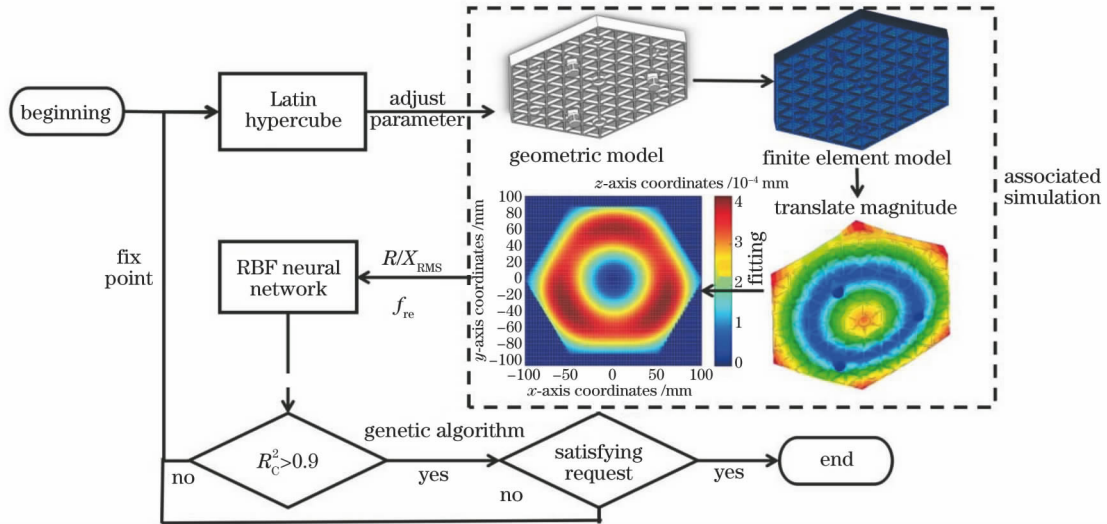 beginning
Latin
hypercube
adjust
parameter
geometric model
finite element model
associated
simulation
translate magnitude
z-axis coordinates /10⁻⁴ mm
y-axis coordinates /mm
100
80
60
40
20
0
−20
−40
−60
−80
−100
−100
−50
0
50
100
x-axis coordinates /mm
4
3
2
1
0
fitting
fix
point
RBF neural
network
R/X_RMS
f_re
R_C²>0.9
no
yes
genetic algorithm
satisfying
request
no
yes
end